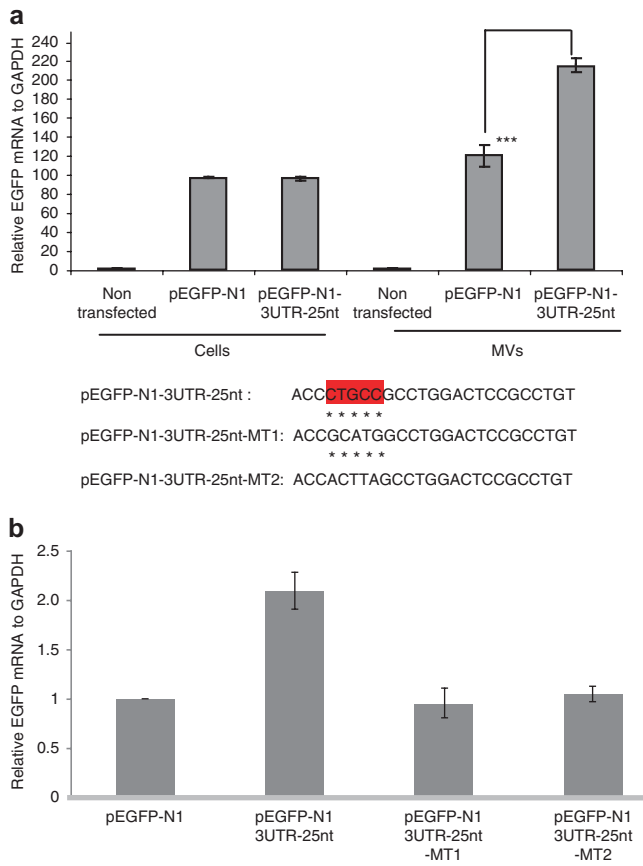 a
Relative EGFP mRNA to GAPDH
240
220
200
180
160
140
120
100
80
60
40
20
0
***
Non transfected
pEGFP-N1
pEGFP-N1-3UTR-25nt
Non transfected
pEGFP-N1
pEGFP-N1-3UTR-25nt
Cells
MVs
pEGFP-N1-3UTR-25nt : ACCCTGCCGCCTGGACTCCGCCTGT
* * * * *
pEGFP-N1-3UTR-25nt-MT1: ACCGCATGGCCTGGACTCCGCCTGT
* * * * *
pEGFP-N1-3UTR-25nt-MT2: ACCACTTAGCCTGGACTCCGCCTGT
b
Relative EGFP mRNA to GAPDH
2.5
2.0
1.5
1
0.5
0
pEGFP-N1
pEGFP-N1 3UTR-25nt
pEGFP-N1 3UTR-25nt -MT1
pEGFP-N1 3UTR-25nt -MT2